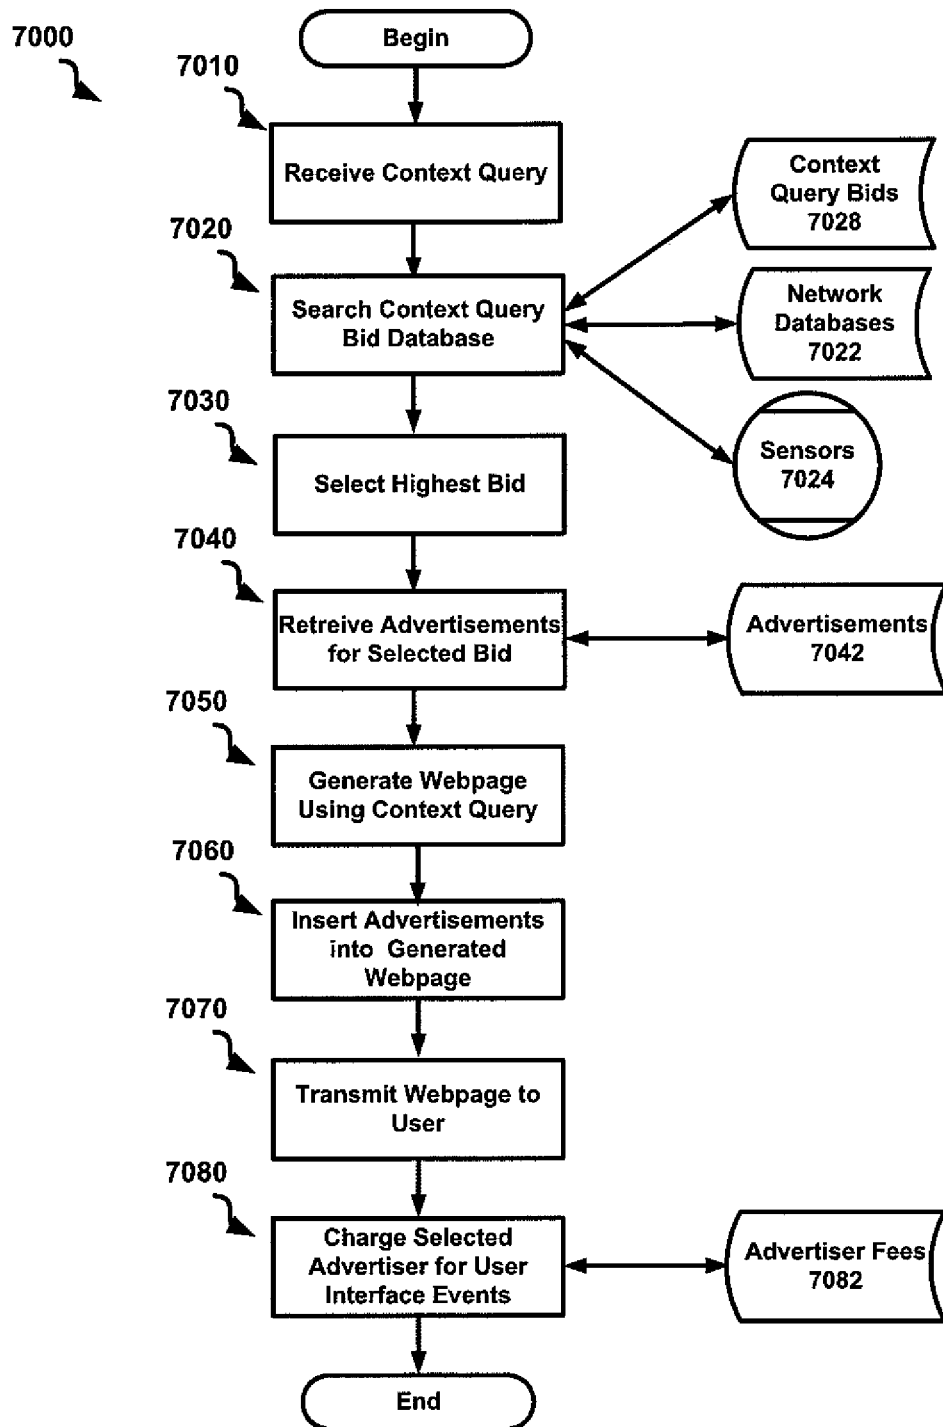 7000
Begin
7010
Receive Context Query
7020
Search Context Query
Bid Database
Context
Query Bids
7028
Network
Databases
7022
Sensors
7024
7030
Select Highest Bid
7040
Retreive Advertisements
for Selected Bid
Advertisements
7042
7050
Generate Webpage
Using Context Query
7060
Insert Advertisements
into Generated
Webpage
7070
Transmit Webpage to
User
7080
Charge Selected
Advertiser for User
Interface Events
Advertiser Fees
7082
End